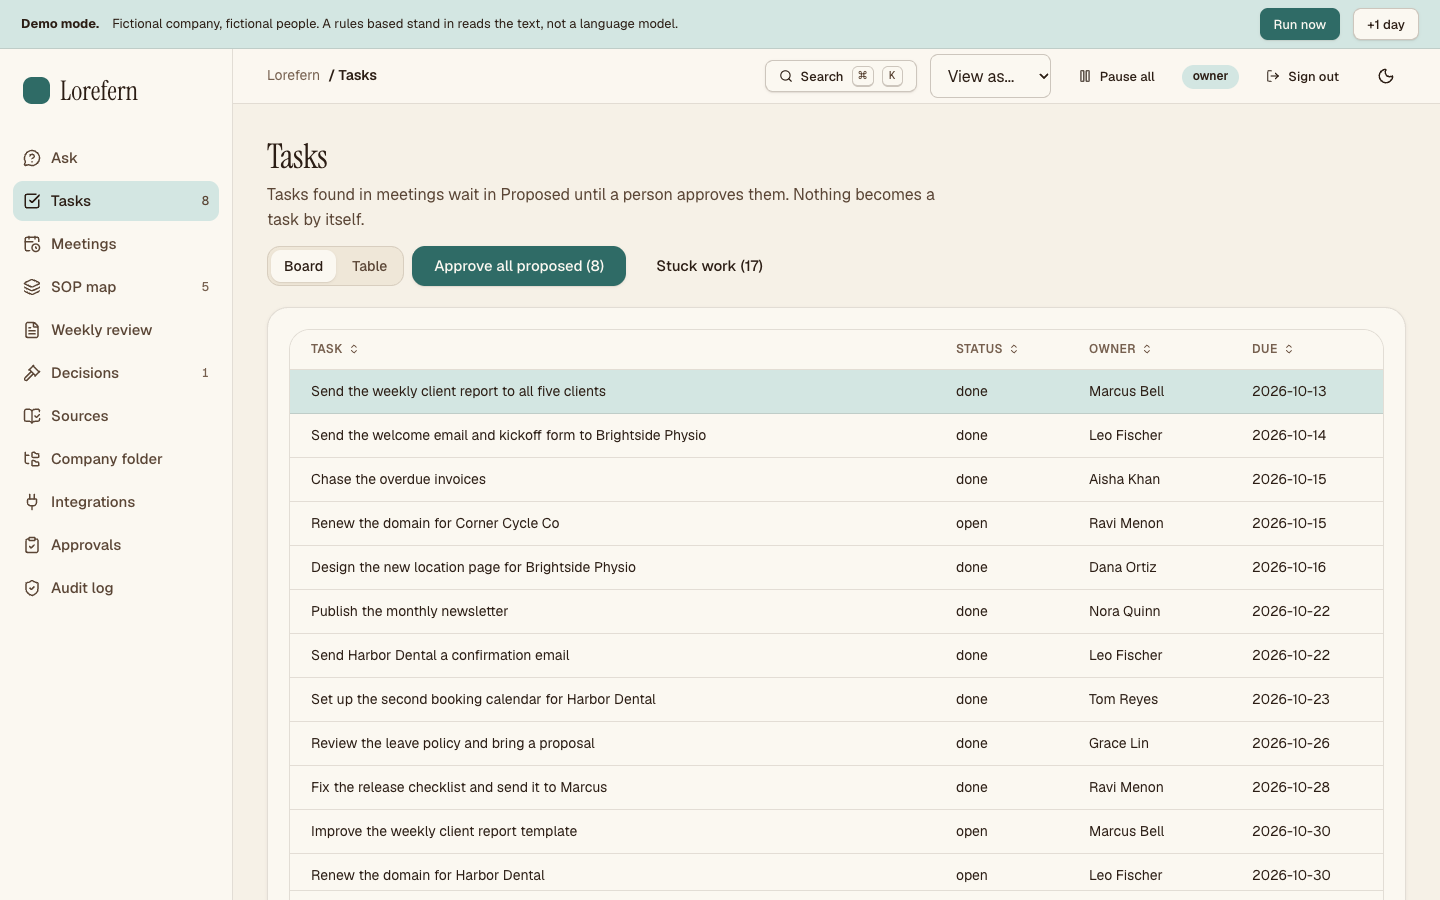 Demo mode. Fictional company, fictional people. A rules based stand in reads the text, not a language model.
Run now
+1 day
Lorefern
Lorefern / Tasks
Search ⌘ K
View as...
Pause all
owner
Sign out
Ask
Tasks 8
Meetings
SOP map 5
Weekly review
Decisions 1
Sources
Company folder
Integrations
Approvals
Audit log
Tasks
Tasks found in meetings wait in Proposed until a person approves them. Nothing becomes a
task by itself.
Board Table Approve all proposed (8) Stuck work (17)
TASK STATUS OWNER DUE
Send the weekly client report to all five clients done Marcus Bell 2026-10-13
Send the welcome email and kickoff form to Brightside Physio done Leo Fischer 2026-10-14
Chase the overdue invoices done Aisha Khan 2026-10-15
Renew the domain for Corner Cycle Co open Ravi Menon 2026-10-15
Design the new location page for Brightside Physio done Dana Ortiz 2026-10-16
Publish the monthly newsletter done Nora Quinn 2026-10-22
Send Harbor Dental a confirmation email done Leo Fischer 2026-10-22
Set up the second booking calendar for Harbor Dental done Tom Reyes 2026-10-23
Review the leave policy and bring a proposal done Grace Lin 2026-10-26
Fix the release checklist and send it to Marcus done Ravi Menon 2026-10-28
Improve the weekly client report template open Marcus Bell 2026-10-30
Renew the domain for Harbor Dental open Leo Fischer 2026-10-30